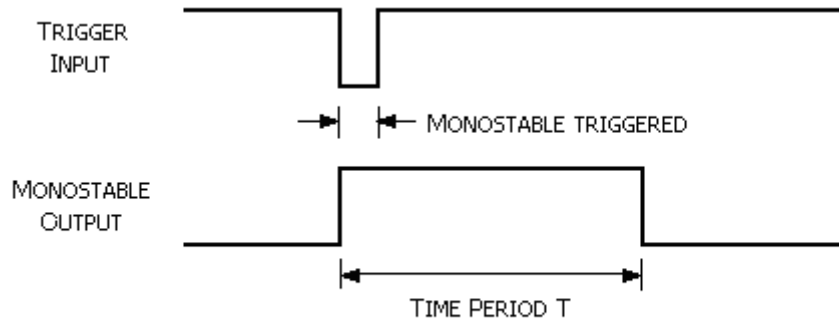 TRIGGER
INPUT
MONOSTABLE TRIGGERED
MONOSTABLE
OUTPUT
TIME PERIOD T